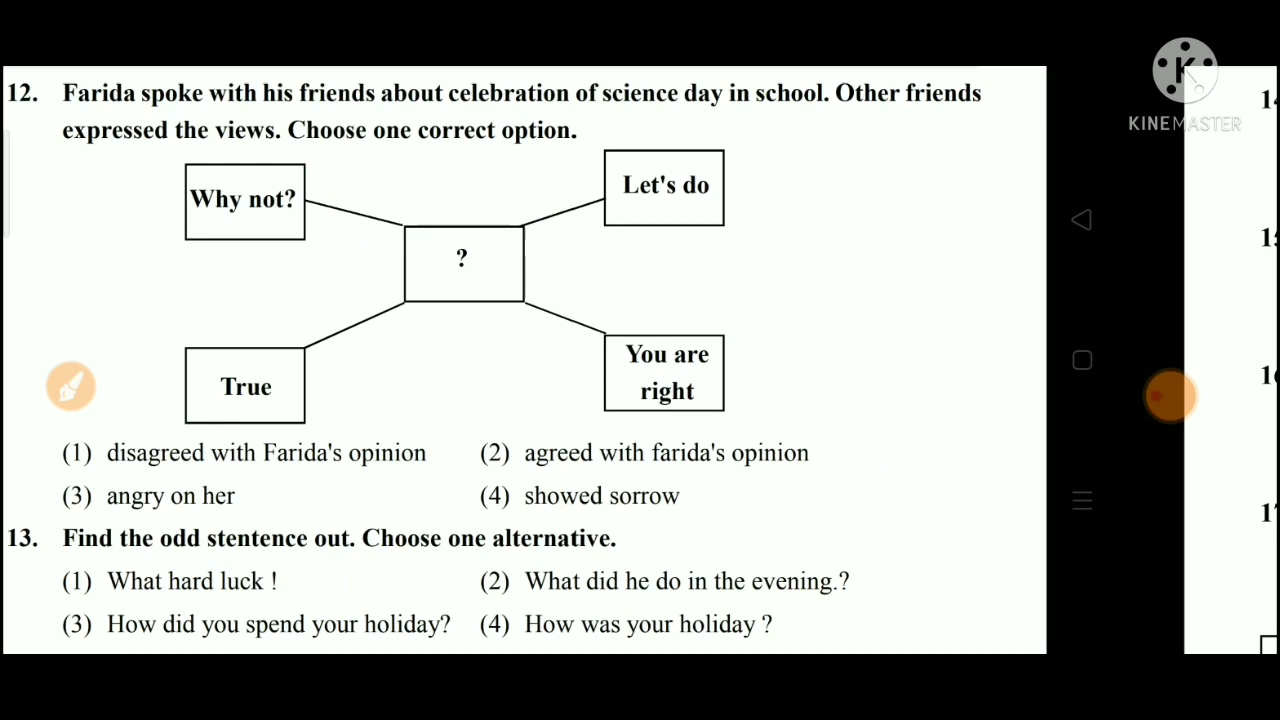 12. Farida spoke with his friends about celebration of science day in school. Other friends
expressed the views. Choose one correct option.
Why not?
Let's do
?
True
You are
right
(1) disagreed with Farida's opinion (2) agreed with farida's opinion
(3) angry on her (4) showed sorrow
13. Find the odd stentence out. Choose one alternative.
(1) What hard luck !
(2) What did he do in the evening.?
(3) How did you spend your holiday? (4) How was your holiday ?
KINEMASTER